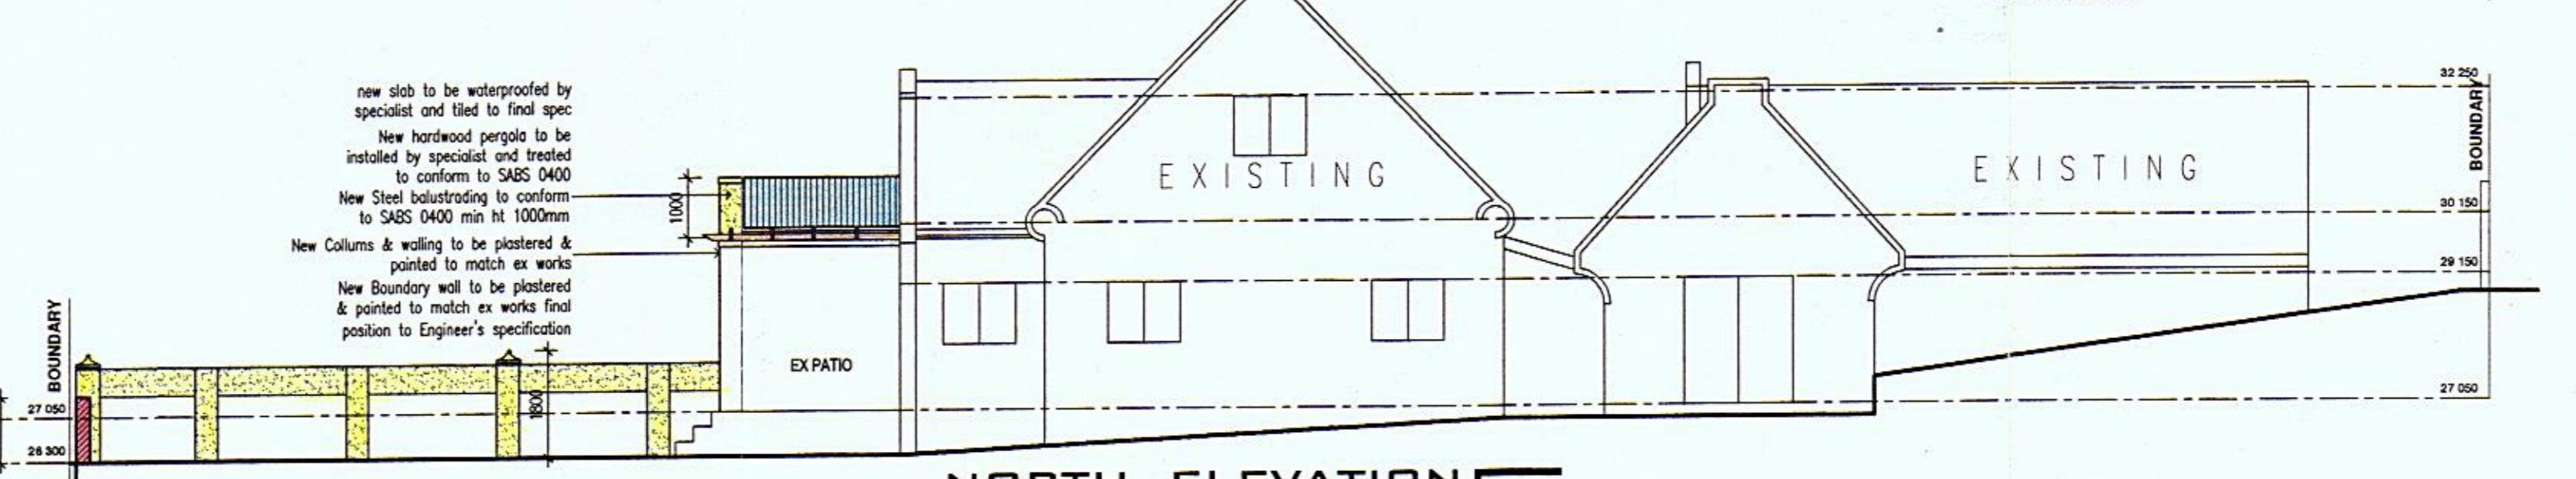 new slab to be waterproofed by
specialist and tiled to final spec
New hardwood pergola to be
installed by specialist and treated
to conform to SABS 0400
New Steel balustrading to conform
to SABS 0400 min ht 1000mm
New Collums & walling to be plastered &
painted to match ex works
New Boundary wall to be plastered
& painted to match ex works final
position to Engineer's specification
1000
1800
BOUNDARY
27 050
26 300
EX PATIO
EXISTING
EXISTING
32 250
BOUNDARY
30 150
29 150
27 050
NORTH ELEVATION